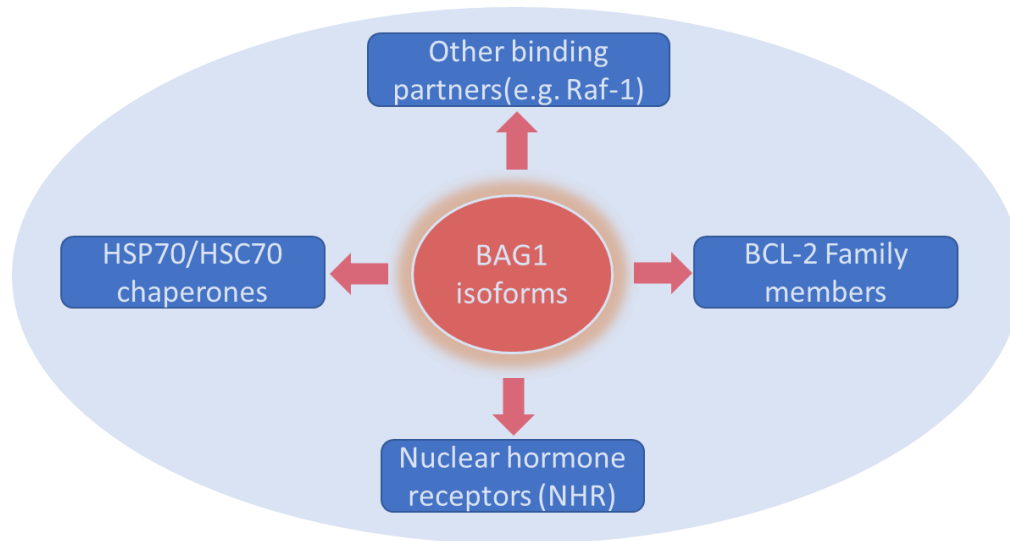 Other binding
partners(e.g. Raf-1)
HSP70/HSC70
chaperones
BAG1
isoforms
BCL-2 Family
members
Nuclear hormone
receptors (NHR)